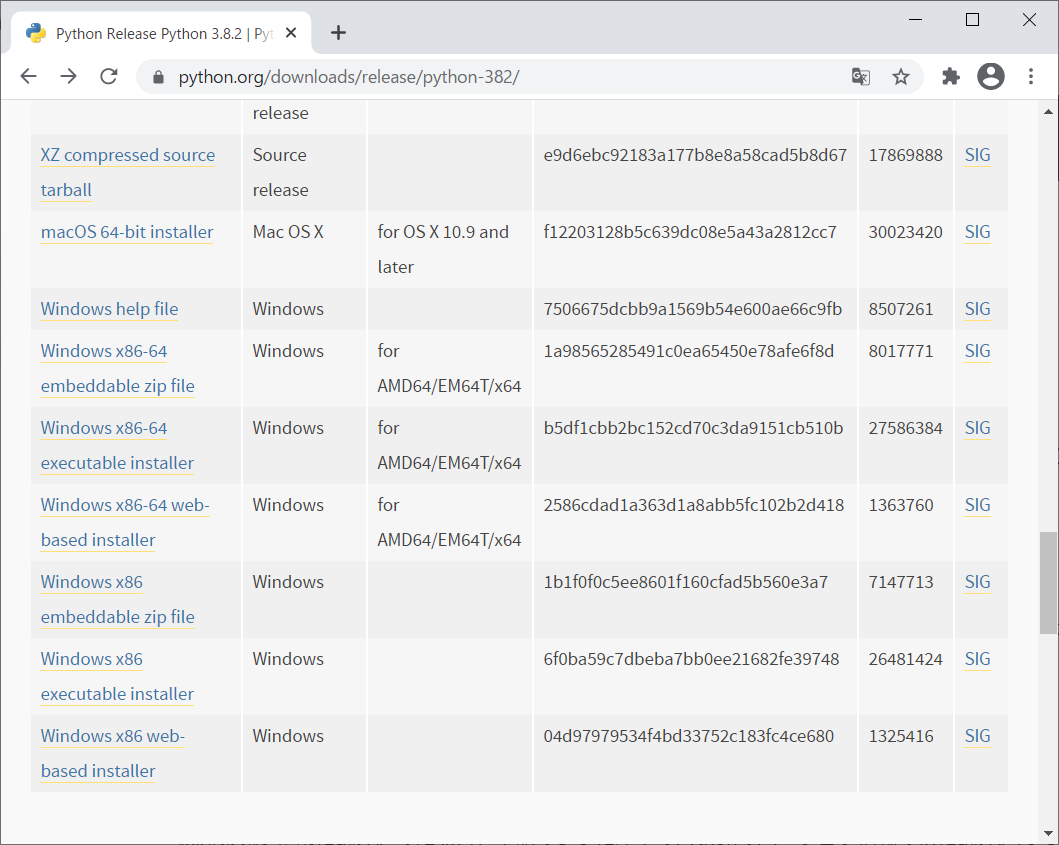 Python Release Python 3.8.2 | Pyt
python.org/downloads/release/python-382/
release
XZ compressed source Source e9d6ebc92183a177b8e8a58cad5b8d67 17869888 SIG
tarball release
macOS 64-bit installer Mac OS X for OS X 10.9 and f12203128b5c639dc08e5a43a2812cc7 30023420 SIG
later
Windows help file Windows 7506675dcbb9a1569b54e600ae66c9fb 8507261 SIG
Windows x86-64 Windows for 1a98565285491c0ea65450e78afe6f8d 8017771 SIG
embeddable zip file AMD64/EM64T/x64
Windows x86-64 Windows for b5df1cbb2bc152cd70c3da9151cb510b 27586384 SIG
executable installer AMD64/EM64T/x64
Windows x86-64 web- Windows for 2586cdad1a363d1a8abb5fc102b2d418 1363760 SIG
based installer AMD64/EM64T/x64
Windows x86 Windows 1b1f0f0c5ee8601f160cfad5b560e3a7 7147713 SIG
embeddable zip file
Windows x86 Windows 6f0ba59c7dbeba7bb0ee21682fe39748 26481424 SIG
executable installer
Windows x86 web- Windows 04d97979534f4bd33752c183fc4ce680 1325416 SIG
based installer